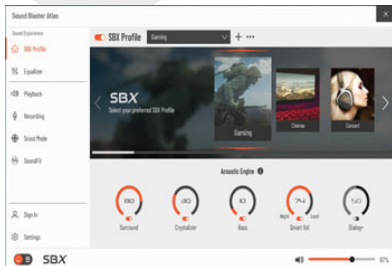 Sound Blaster Atlas
Sound Experience
SBX Profile
Equalizer
Playback
Recording
Scout Mode
SoundFit
Sign In
Settings
SBX Profile
Gaming
SBX
Select your preferred SBX Profile
Gaming
Cinema
Concert
Acoustic Engine
Surround
Crystalizer
Bass
74
Smart Vol
Night
Loud
50
Dialog+
SBX